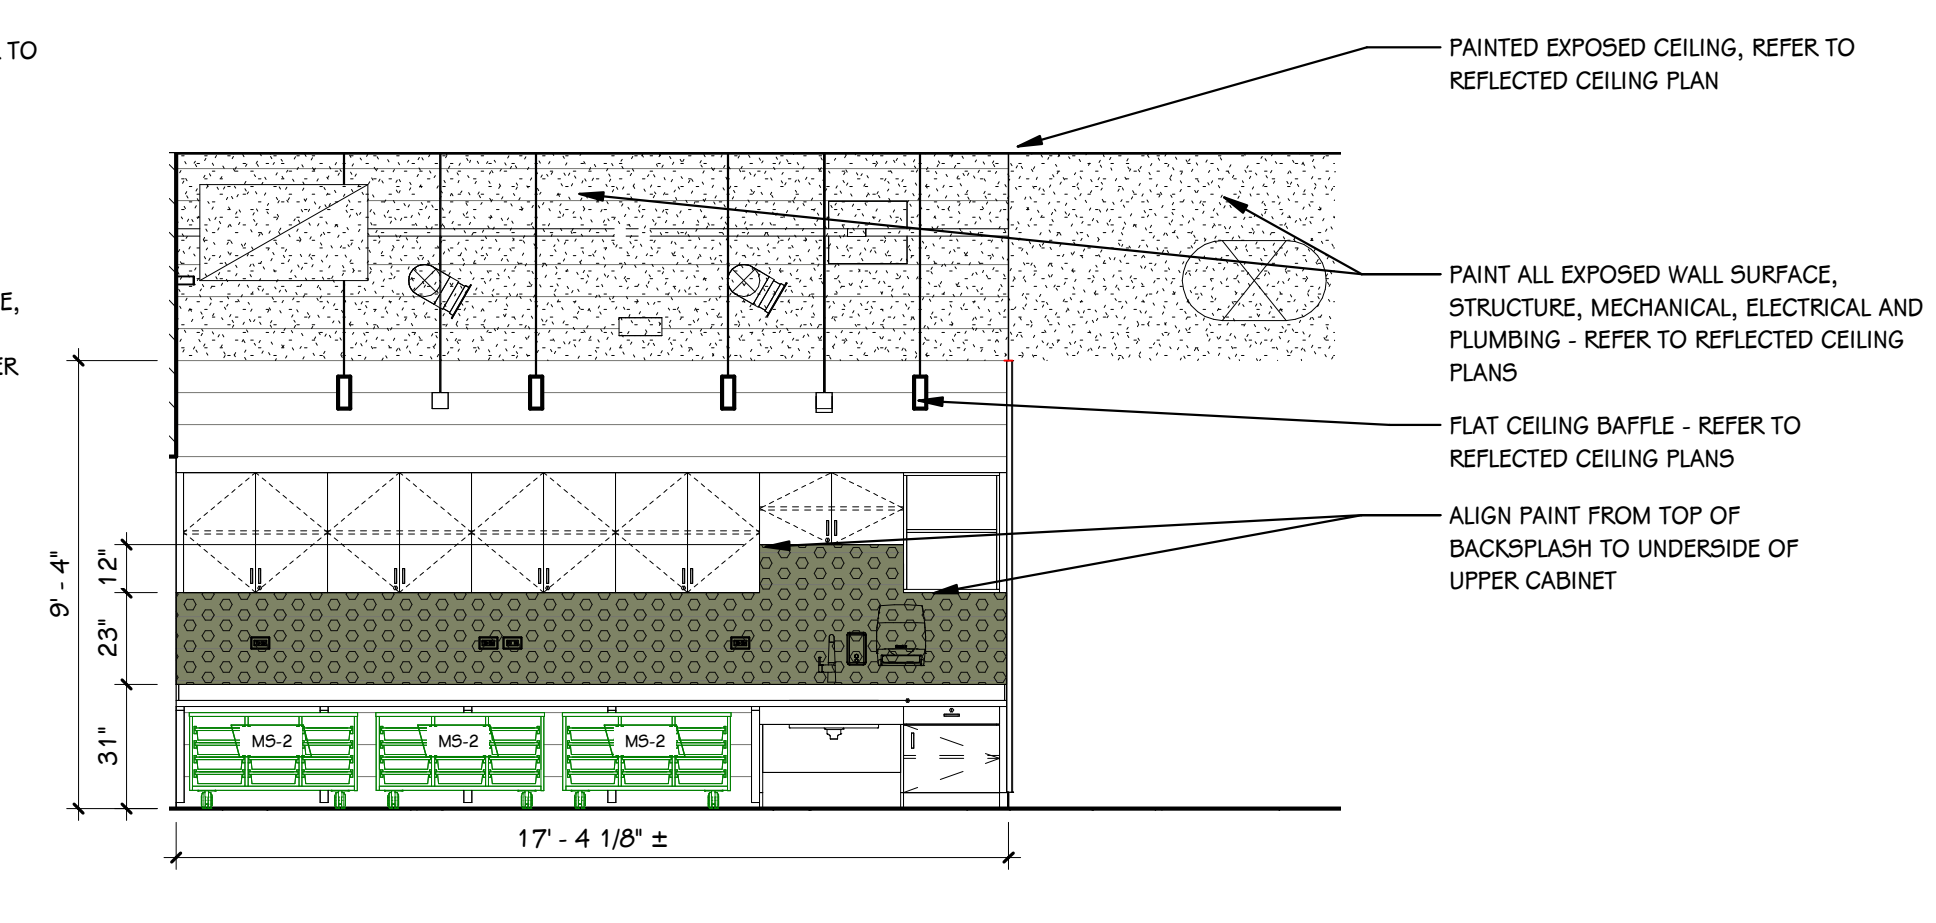 TO
E,
ER
PAINTED EXPOSED CEILING, REFER TO
REFLECTED CEILING PLAN
PAINT ALL EXPOSED WALL SURFACE,
STRUCTURE, MECHANICAL, ELECTRICAL AND
PLUMBING - REFER TO REFLECTED CEILING
PLANS
FLAT CEILING BAFFLE - REFER TO
REFLECTED CEILING PLANS
ALIGN PAINT FROM TOP OF
BACKSPLASH TO UNDERSIDE OF
UPPER CABINET
9' - 4"
12"
23"
31"
MS-2
MS-2
MS-2
17' - 4 1/8" ±